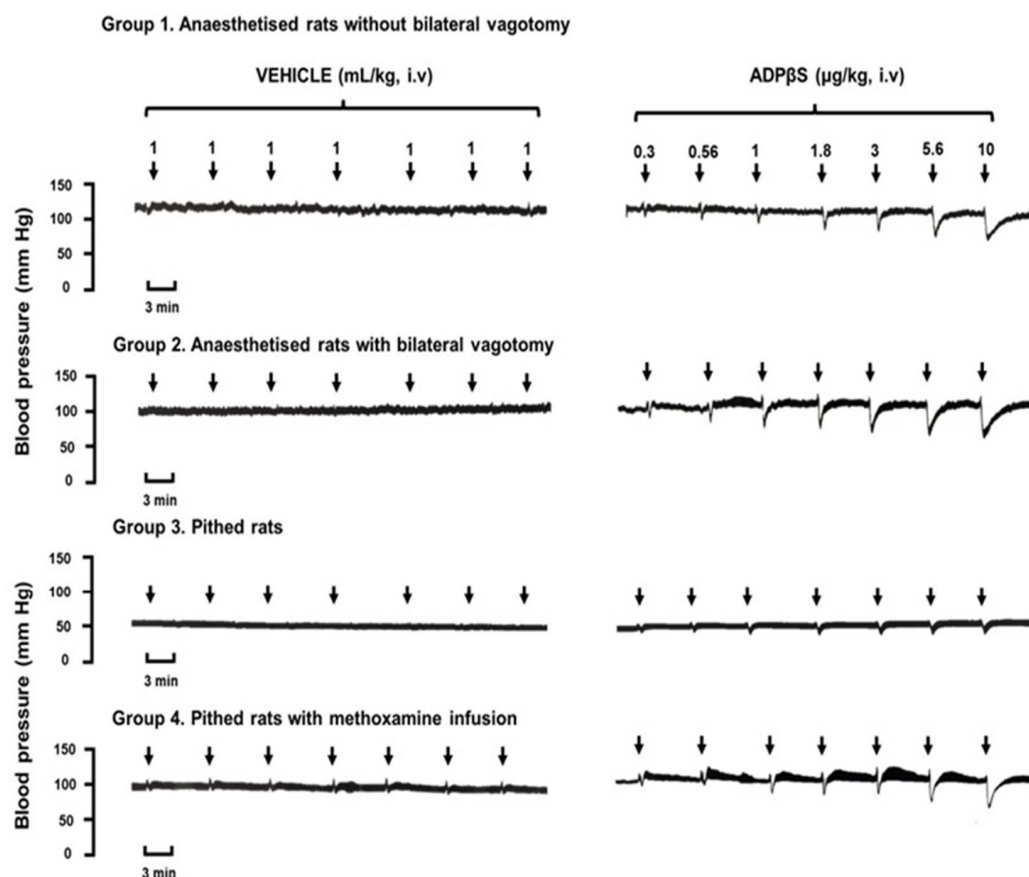 Group 1. Anaesthetised rats without bilateral vagotomy
VEHICLE (mL/kg, i.v)
ADPβS (μg/kg, i.v)
1 1 1 1 1 1 1
0.3 0.56 1 1.8 3 5.6 10
150
100
50
0
3 min
Blood pressure (mm Hg)
Group 2. Anaesthetised rats with bilateral vagotomy
150
100
50
0
3 min
Group 3. Pithed rats
150
100
50
0
3 min
Blood pressure (mm Hg)
Group 4. Pithed rats with methoxamine infusion
150
100
50
0
3 min